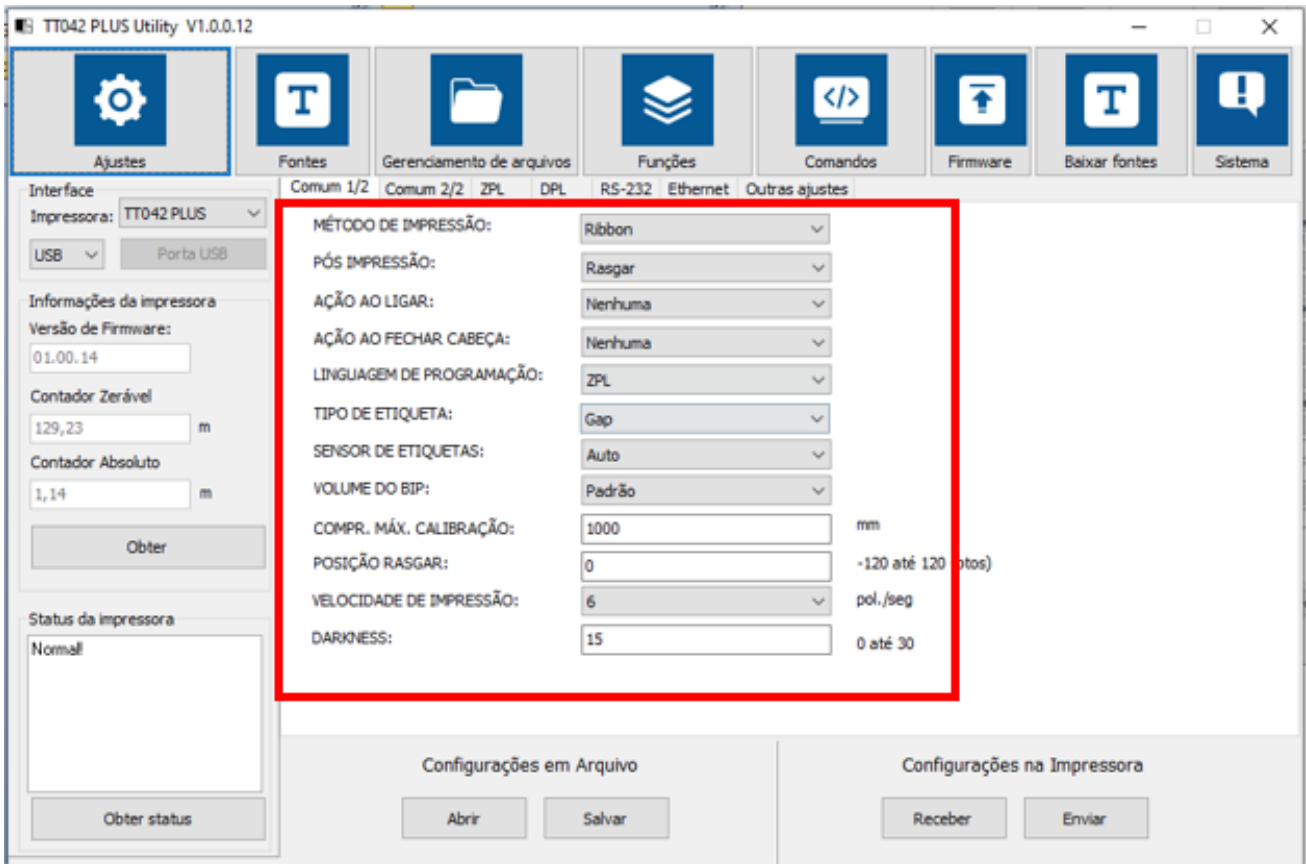 TT042 PLUS Utility V1.0.0.12
Ajustes
Fontes
Gerenciamento de arquivos
Funções
Comandos
Firmware
Baixar fontes
Sistema
Interface
Impressora: TT042 PLUS
USB Porta USB
Informações da impressora
Versão de Firmware:
01.00.14
Contador Zerável
129,23 m
Contador Absoluto
1,14 m
Obter
Status da impressora
Normal!
Obter status
Comum 1/2 Comum 2/2 ZPL DPL RS-232 Ethernet Outras ajustes
MÉTODO DE IMPRESSÃO: Ribbon
PÓS IMPRESSÃO: Rasgar
AÇÃO AO LIGAR: Nenhuma
AÇÃO AO FECHAR CABEÇA: Nenhuma
LINGUAGEM DE PROGRAMAÇÃO: ZPL
TIPO DE ETIQUETA: Gap
SENSOR DE ETIQUETAS: Auto
VOLUME DO BIP: Padrão
COMPR. MÁX. CALIBRAÇÃO: 1000 mm
POSIÇÃO RASGAR: 0 -120 até 120
VELOCIDADE DE IMPRESSÃO: 6 pol./seg
DARKNESS: 15 0 até 30
Configurações em Arquivo
Abrir Salvar
Configurações na Impressora
Receber Enviar